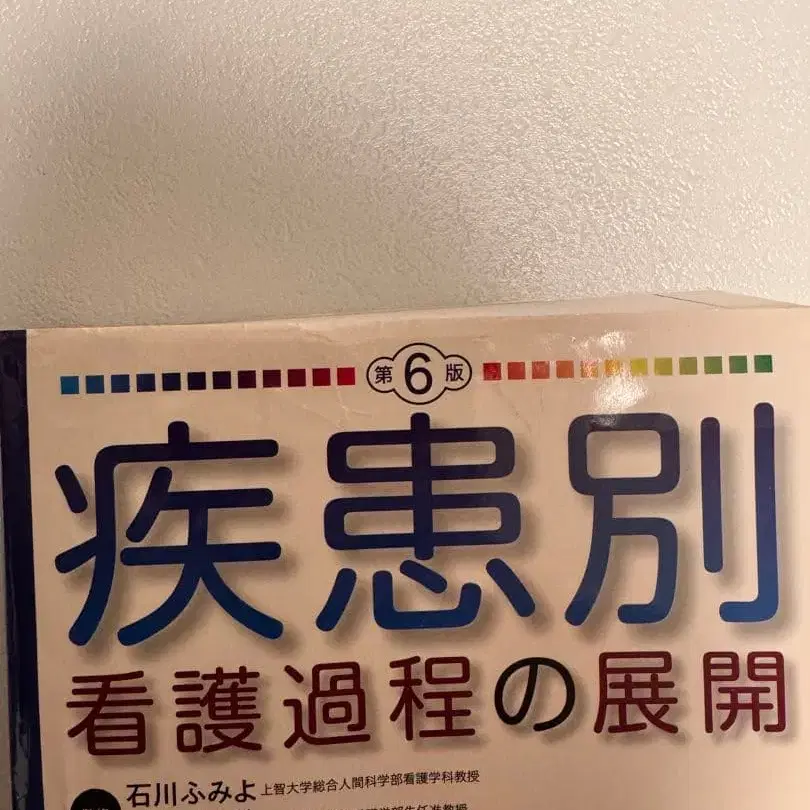 第6版
疾患別
看護過程の展開
石川ふみよ 上智大学総合人間科学部看護学科教授